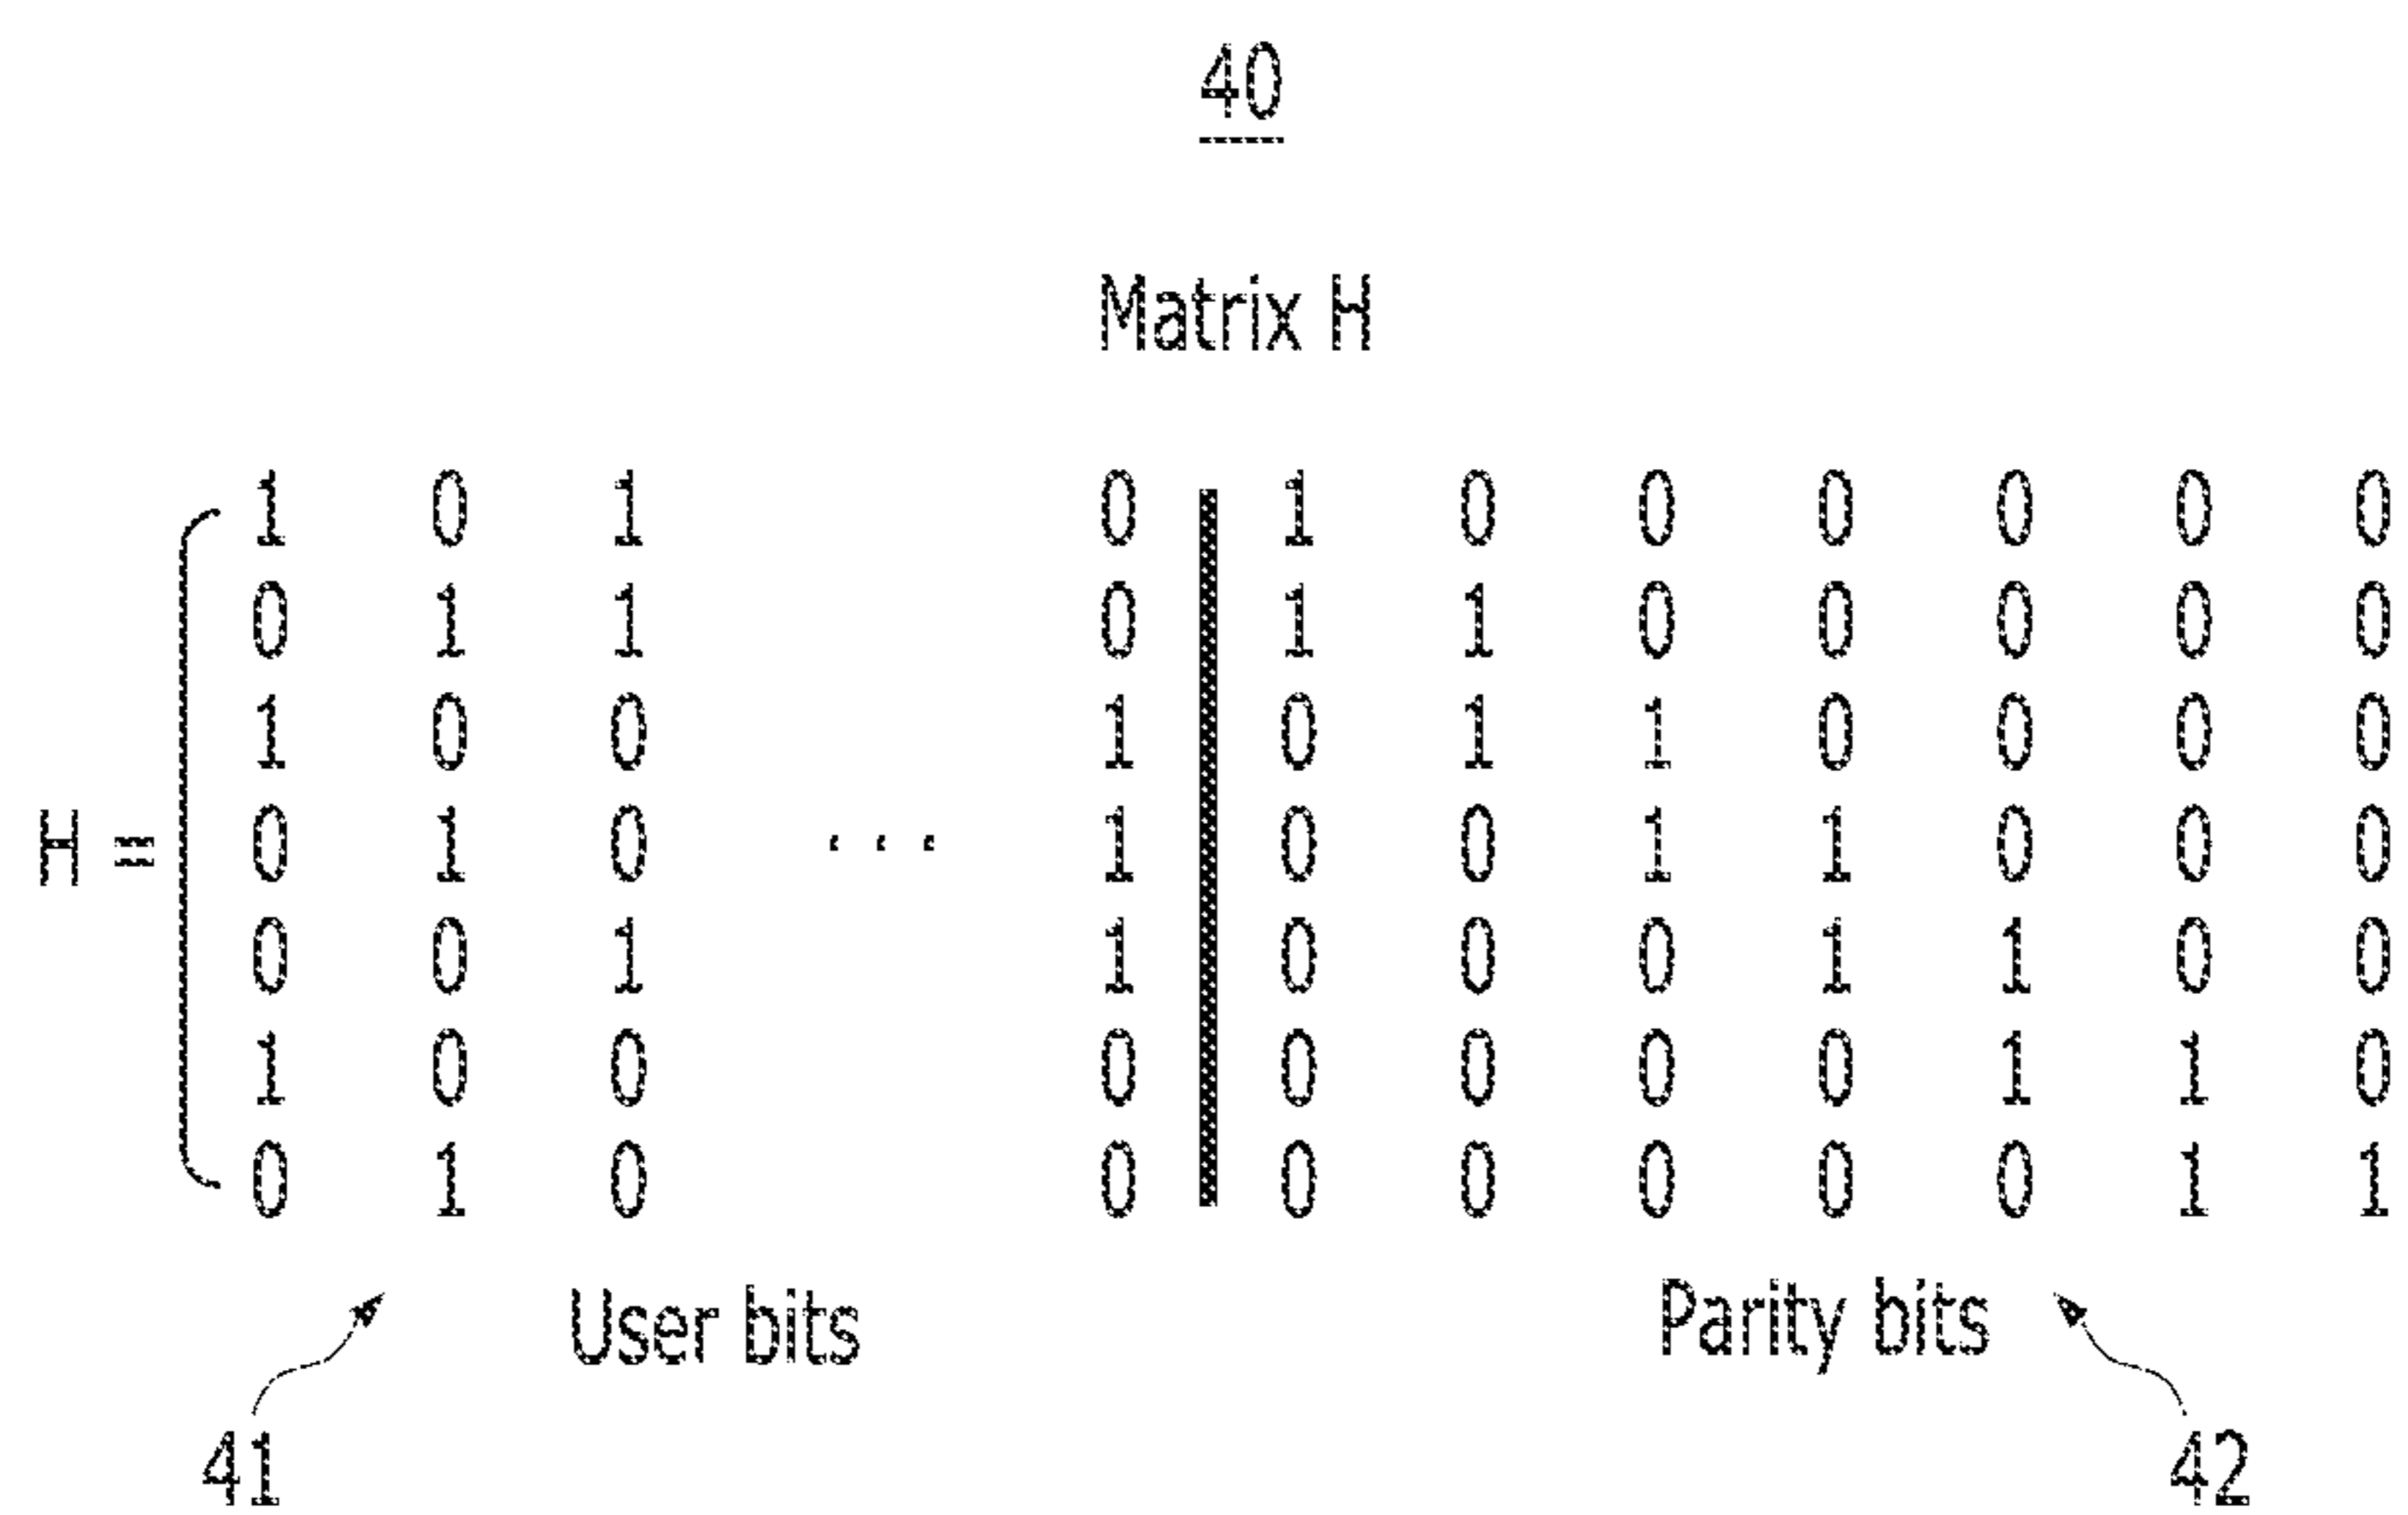 40
Matrix H
1 0 1 0 1 0 0 0 0 0 0
0 1 1 0 1 1 0 0 0 0 0
1 0 0 1 0 1 1 0 0 0 0
H = 0 1 0 ... 1 0 0 1 1 0 0 0
0 0 1 1 0 0 0 1 1 0 0
1 0 0 0 0 0 0 0 1 1 0
0 1 0 0 0 0 0 0 0 1 1
User bits Parity bits
41 42